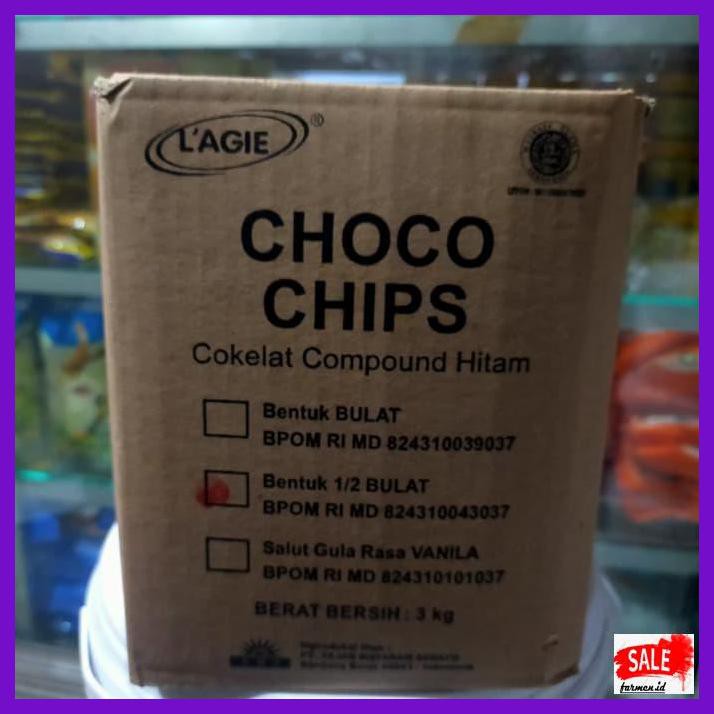 L'AGIE ®
CHOCO
CHIPS
Cokelat Compound Hitam
Bentuk BULAT
BPOM RI MD 824310039037
Bentuk 1/2 BULAT
BPOM RI MD 824310043037
Salut Gula Rasa VANILA
BPOM RI MD 824310101037
BERAT BERSIH : 3 kg
SALE
farmen.id